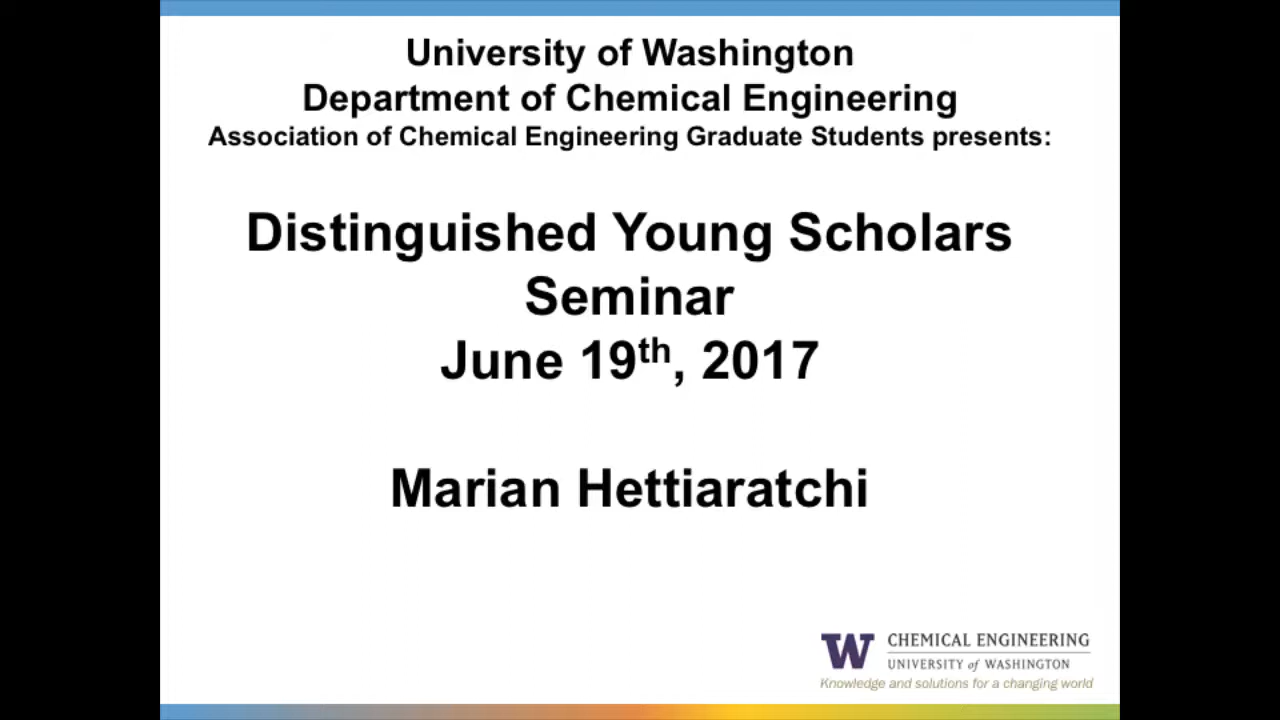 University of Washington
Department of Chemical Engineering
Association of Chemical Engineering Graduate Students presents:
Distinguished Young Scholars
Seminar
June 19th, 2017
Marian Hettiaratchi
W CHEMICAL ENGINEERING
UNIVERSITY of WASHINGTON
Knowledge and solutions for a changing world